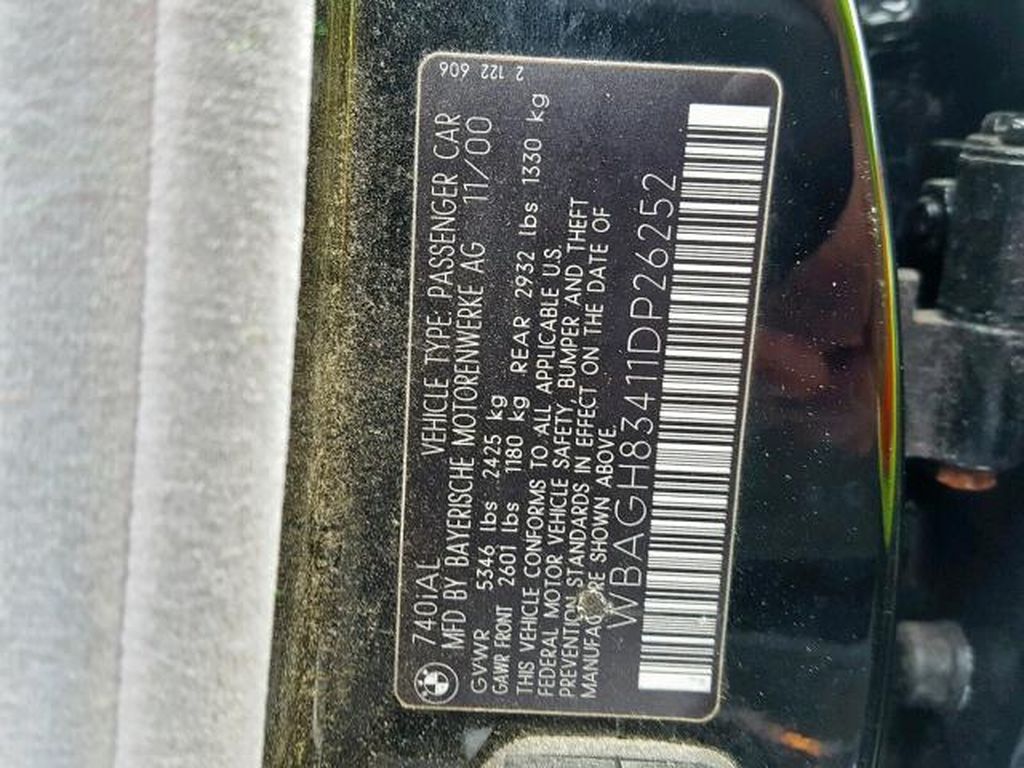 2 122 606
740iAL VEHICLE TYPE: PASSENGER CAR
MFD BY BAYERISCHE MOTORENWERKE AG 11/00
GVWR 5346 lbs 2425 kg
GAWR FRONT 2601 lbs 1180 kg REAR 2932 lbs 1330 kg
THIS VEHICLE CONFORMS TO ALL APPLICABLE U.S.
FEDERAL MOTOR VEHICLE SAFETY, BUMPER AND THEFT
PREVENTION STANDARDS IN EFFECT ON THE DATE OF
MANUFAC RE SHOWN ABOVE.
WBAGH83411DP26252